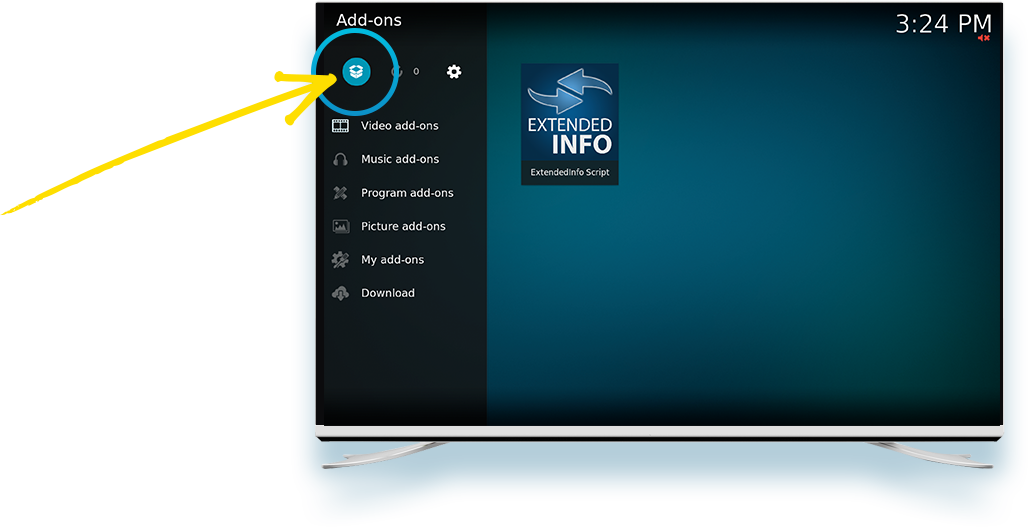 Add-ons
3:24 PM
0
Video add-ons
Music add-ons
Program add-ons
Picture add-ons
My add-ons
Download
EXTENDED
INFO
ExtendedInfo Script